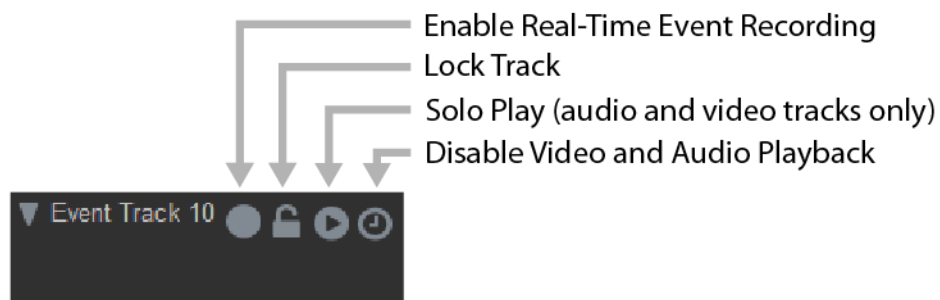 Enable Real-Time Event Recording
Lock Track
Solo Play (audio and video tracks only)
Disable Video and Audio Playback
Event Track 10